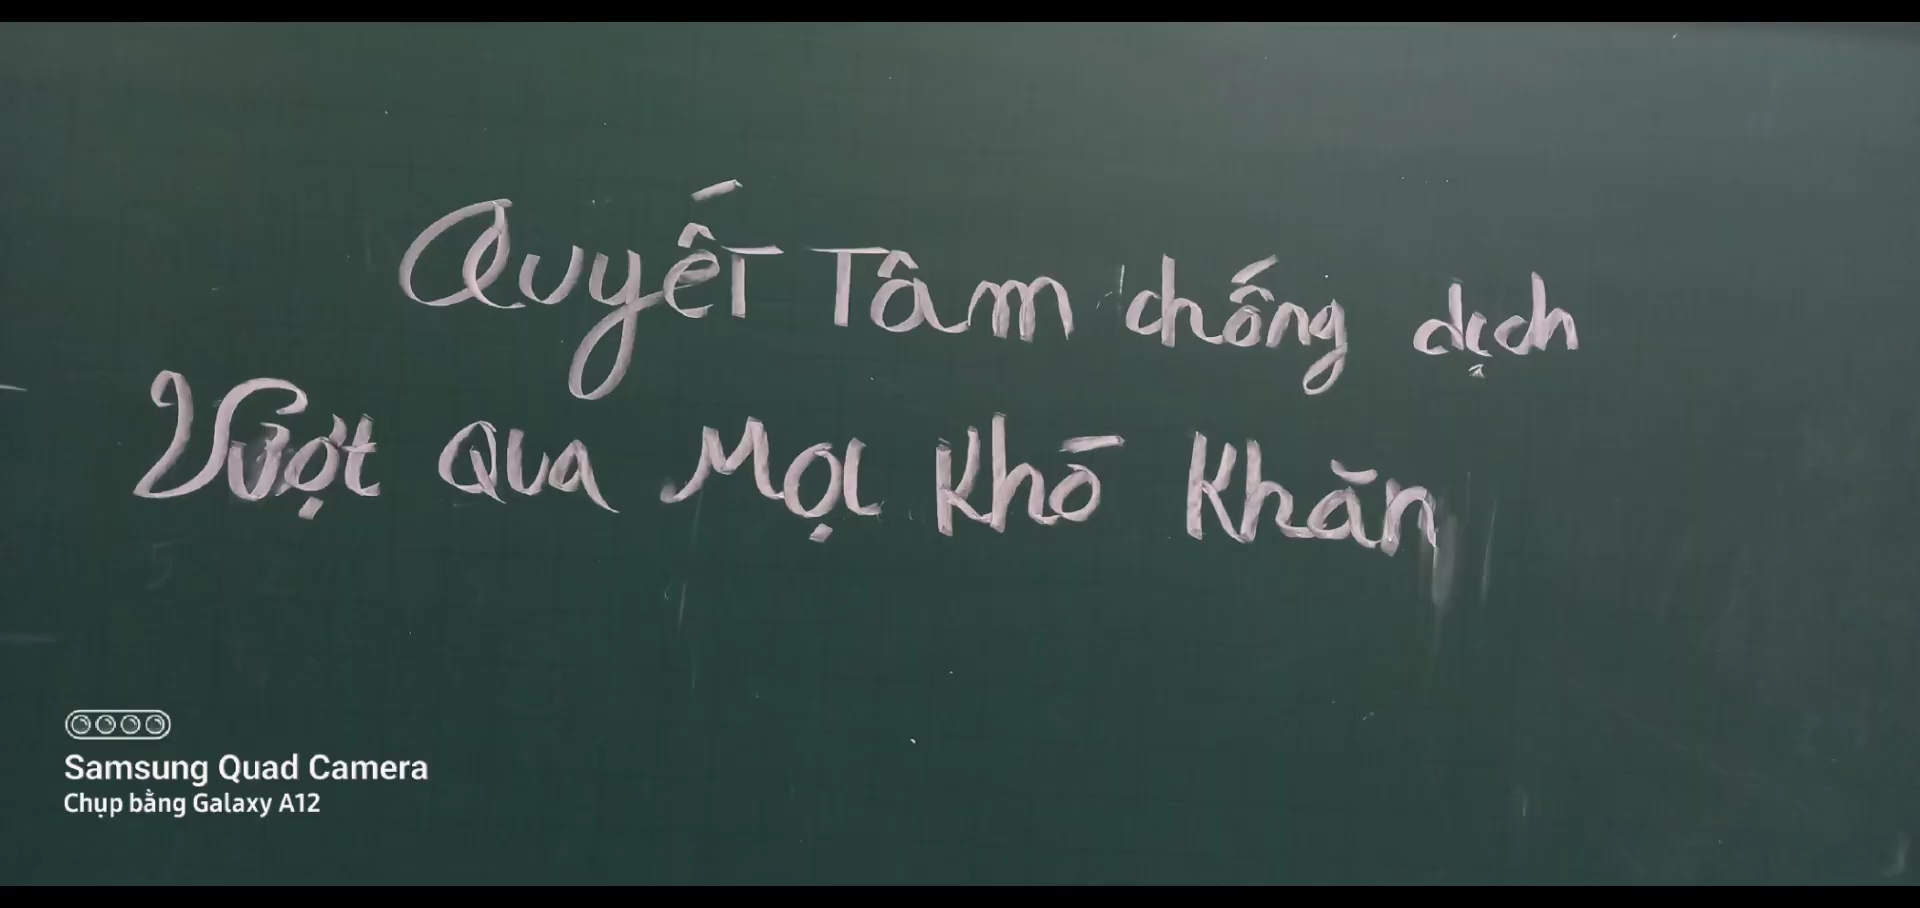 Quyết Tâm chống dịch
Vượt Qua Mọi Khó Khăn
Samsung Quad Camera
Chụp bằng Galaxy A12